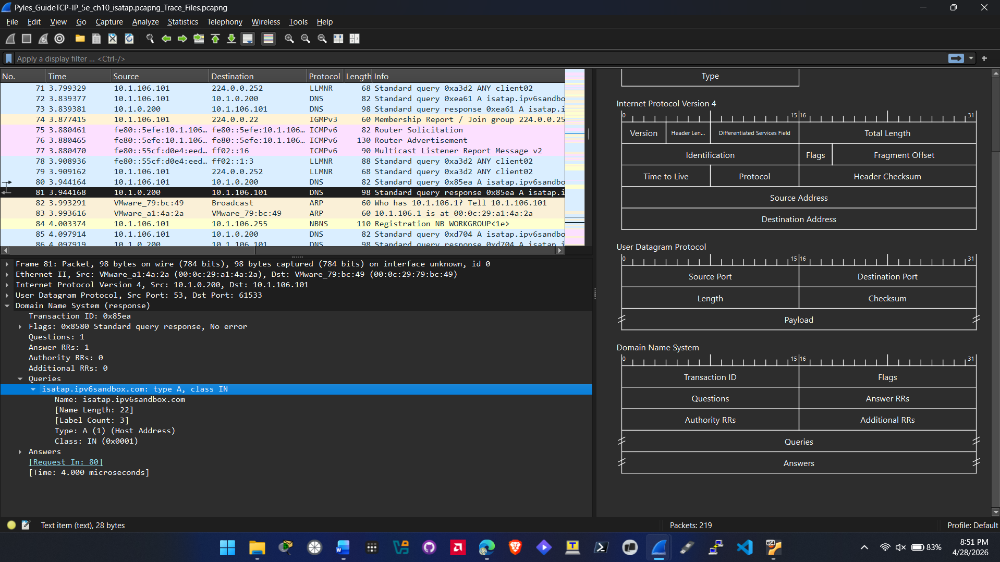 Pyles_GuideTCP-IP_5e_ch10_isatap.pcapng_Trace_Files.pcapng
File Edit View Go Capture Analyze Statistics Telephony Wireless Tools Help
Apply a display filter ... <Ctrl-/>
No. Time Source Destination Protocol Length Info
71 3.799329 10.1.106.101 224.0.0.252 LLMNR 68 Standard query 0xa3d2 ANY client02
72 3.839377 10.1.106.101 10.1.0.200 DNS 82 Standard query 0xea61 A isatap.ipv6sandbo
73 3.839381 10.1.0.200 10.1.106.101 DNS 98 Standard query response 0xea61 A isatap.i
74 3.877415 10.1.106.101 224.0.0.22 IGMPv3 60 Membership Report / Join group 224.0.0.25
75 3.880461 fe80::5efe:10.1.106… fe80::5efe:10.1.106… ICMPv6 82 Router Solicitation
76 3.880465 fe80::5efe:10.1.106… fe80::5efe:10.1.106… ICMPv6 130 Router Advertisement
77 3.880470 fe80::55cf:d0e4:eed… ff02::16 ICMPv6 90 Multicast Listener Report Message v2
78 3.908936 fe80::55cf:d0e4:eed… ff02::1:3 LLMNR 88 Standard query 0xa3d2 ANY client02
79 3.909162 10.1.106.101 224.0.0.252 LLMNR 68 Standard query 0xa3d2 ANY client02
80 3.944164 10.1.106.101 10.1.0.200 DNS 82 Standard query 0x85ea A isatap.ipv6sandbo
81 3.944168 10.1.0.200 10.1.106.101 DNS 98 Standard query response 0x85ea A isatap.i
82 3.993291 VMware_79:bc:49 Broadcast ARP 60 Who has 10.1.106.1? Tell 10.1.106.101
83 3.993616 VMware_a1:4a:2a VMware_79:bc:49 ARP 60 10.1.106.1 is at 00:0c:29:a1:4a:2a
84 4.003374 10.1.106.101 10.1.106.255 NBNS 110 Registration NB WORKGROUP<1e>
85 4.097914 10.1.106.101 10.1.0.200 DNS 82 Standard query 0xd704 A isatap.ipv6sandbo
86 4.097919 10.1.0.200 10.1.106.101 DNS 98 Standard query response 0xd704 A isatap.i
Frame 81: Packet, 98 bytes on wire (784 bits), 98 bytes captured (784 bits) on interface unknown, id 0
Ethernet II, Src: VMware_a1:4a:2a (00:0c:29:a1:4a:2a), Dst: VMware_79:bc:49 (00:0c:29:79:bc:49)
Internet Protocol Version 4, Src: 10.1.0.200, Dst: 10.1.106.101
User Datagram Protocol, Src Port: 53, Dst Port: 61533
Domain Name System (response)
Transaction ID: 0x85ea
Flags: 0x8580 Standard query response, No error
Questions: 1
Answer RRs: 1
Authority RRs: 0
Additional RRs: 0
Queries
isatap.ipv6sandbox.com: type A, class IN
Name: isatap.ipv6sandbox.com
[Name Length: 22]
[Label Count: 3]
Type: A (1) (Host Address)
Class: IN (0x0001)
Answers
[Request In: 80]
[Time: 4.000 microseconds]
Type
Internet Protocol Version 4
0 15 16 31
Version Header Len... Differentiated Services Field Total Length
Identification Flags Fragment Offset
Time to Live Protocol Header Checksum
Source Address
Destination Address
User Datagram Protocol
0 15 16 31
Source Port Destination Port
Length Checksum
Payload
Domain Name System
0 15 16 31
Transaction ID Flags
Questions Answer RRs
Authority RRs Additional RRs
Queries
Answers
Text item (text), 28 bytes Packets: 219 Profile: Default
83% 8:51 PM
4/28/2026